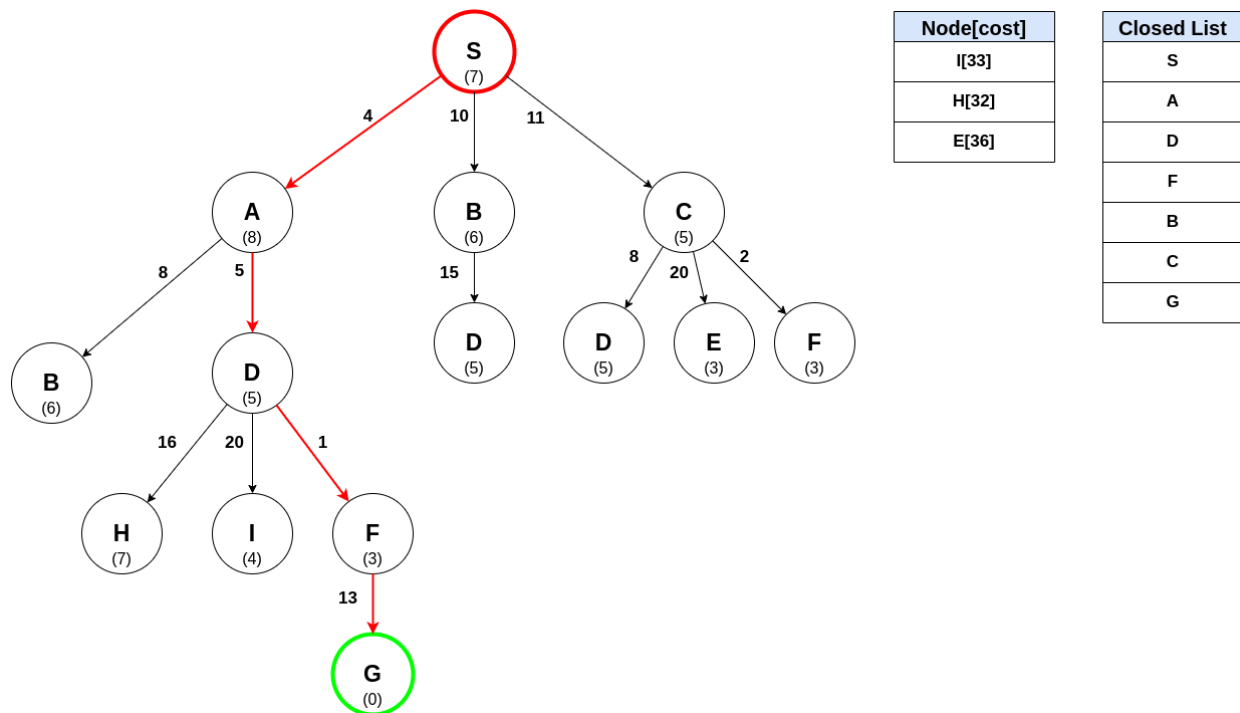 S
(7)
4
10
11
A
(8)
B
(6)
C
(5)
8
5
15
8
20
2
B
(6)
D
(5)
D
(5)
D
(5)
E
(3)
F
(3)
16
20
1
H
(7)
I
(4)
F
(3)
13
G
(0)
Node[cost]
I[33]
H[32]
E[36]
Closed List
S
A
D
F
B
C
G